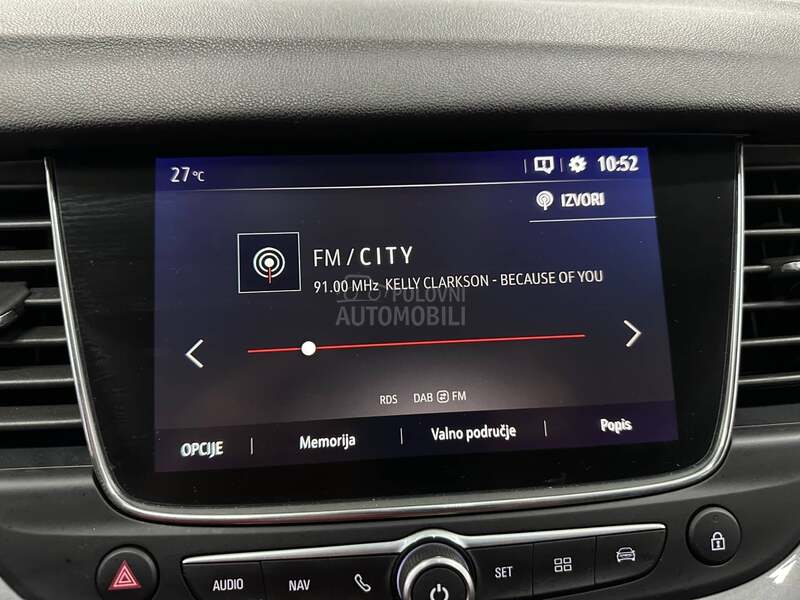 27 °C
10:52
IZVORI
FM / CITY
91.00 MHz KELLY CLARKSON - BECAUSE OF YOU
POLOVNI
AUTOMOBILI
RDS DAB FM
OPCIJE | Memorija | Valno područje | Popis
AUDIO NAV SET